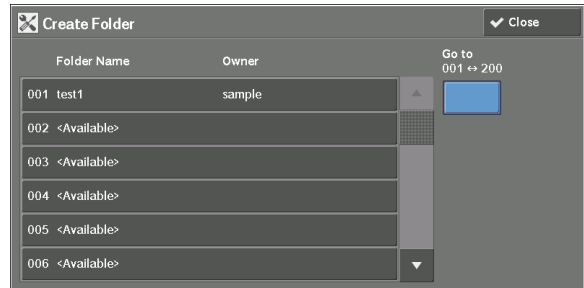 Create Folder
Close
Folder Name Owner
Go to
001 ↔ 200
001 test1 sample
002 <Available>
003 <Available>
004 <Available>
005 <Available>
006 <Available>